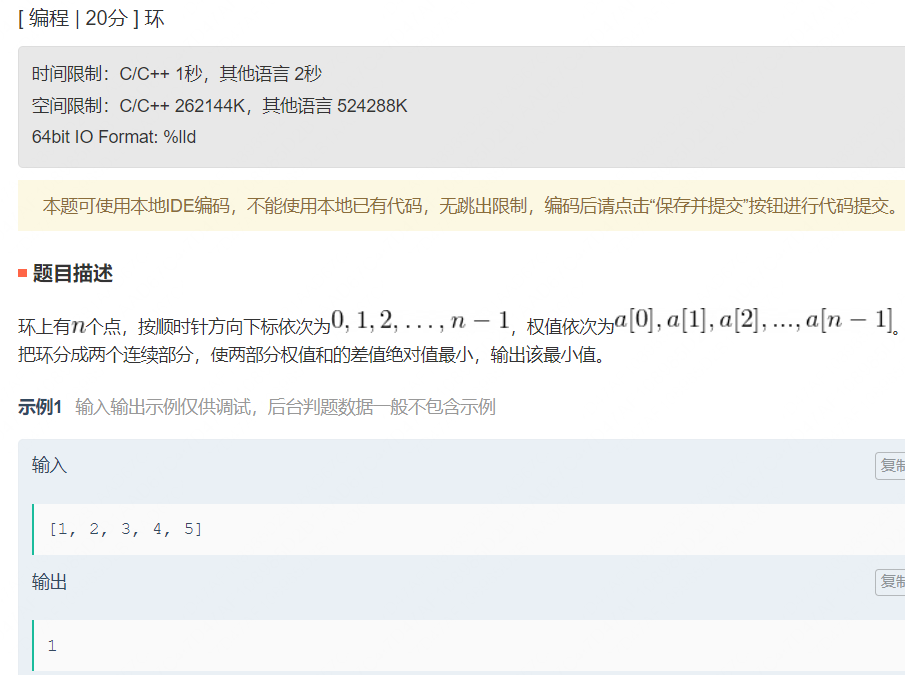 [ 编程 | 20分 ] 环
时间限制：C/C++ 1秒，其他语言 2秒
空间限制：C/C++ 262144K，其他语言 524288K
64bit IO Format: %lld
本题可使用本地IDE编码，不能使用本地已有代码，无跳出限制，编码后请点击“保存并提交”按钮进行代码提交。
题目描述
环上有n个点，按顺时针方向下标依次为0, 1, 2, . . . , n − 1，权值依次为a[0], a[1], a[2], ..., a[n − 1]。
把环分成两个连续部分，使两部分权值和的差值绝对值最小，输出该最小值。
示例1 输入输出示例仅供调试，后台判题数据一般不包含示例
输入 复制
[1, 2, 3, 4, 5]
输出 复制
1